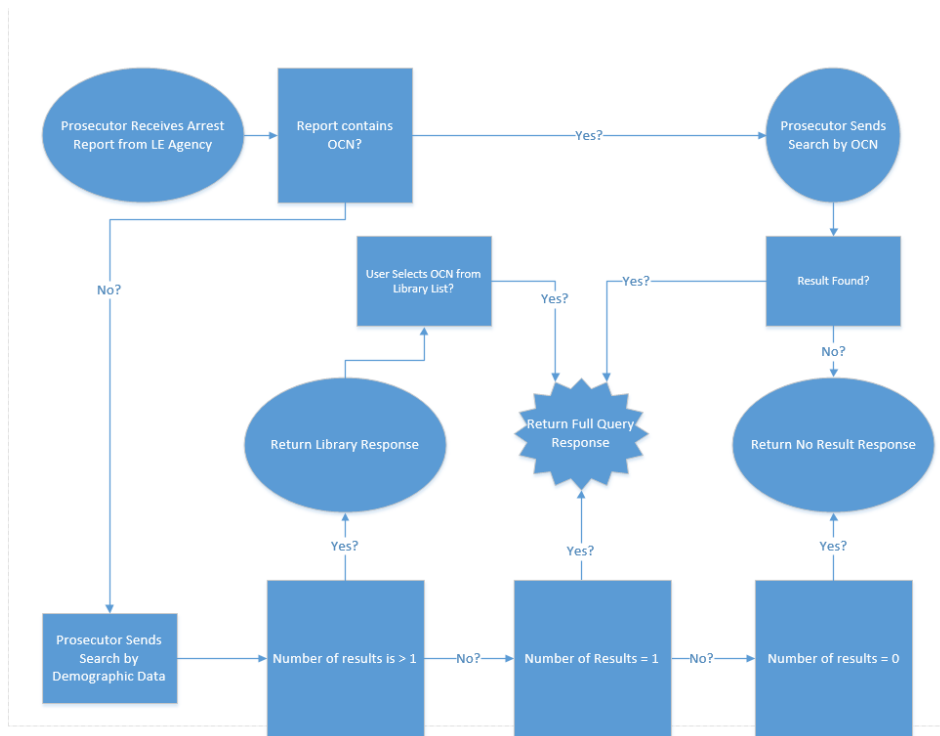 Prosecutor Receives Arrest
Report from LE Agency
Report contains
OCN?
Yes?
Prosecutor Sends
Search by OCN
No?
User Selects OCN from
Library List?
Yes?
Yes?
Result Found?
No?
Return Library Response
Return Full Query
Response
Return No Result Response
Yes?
Yes?
Yes?
Prosecutor Sends
Search by
Demographic Data
Number of results is > 1
No?
Number of Results = 1
No?
Number of results = 0